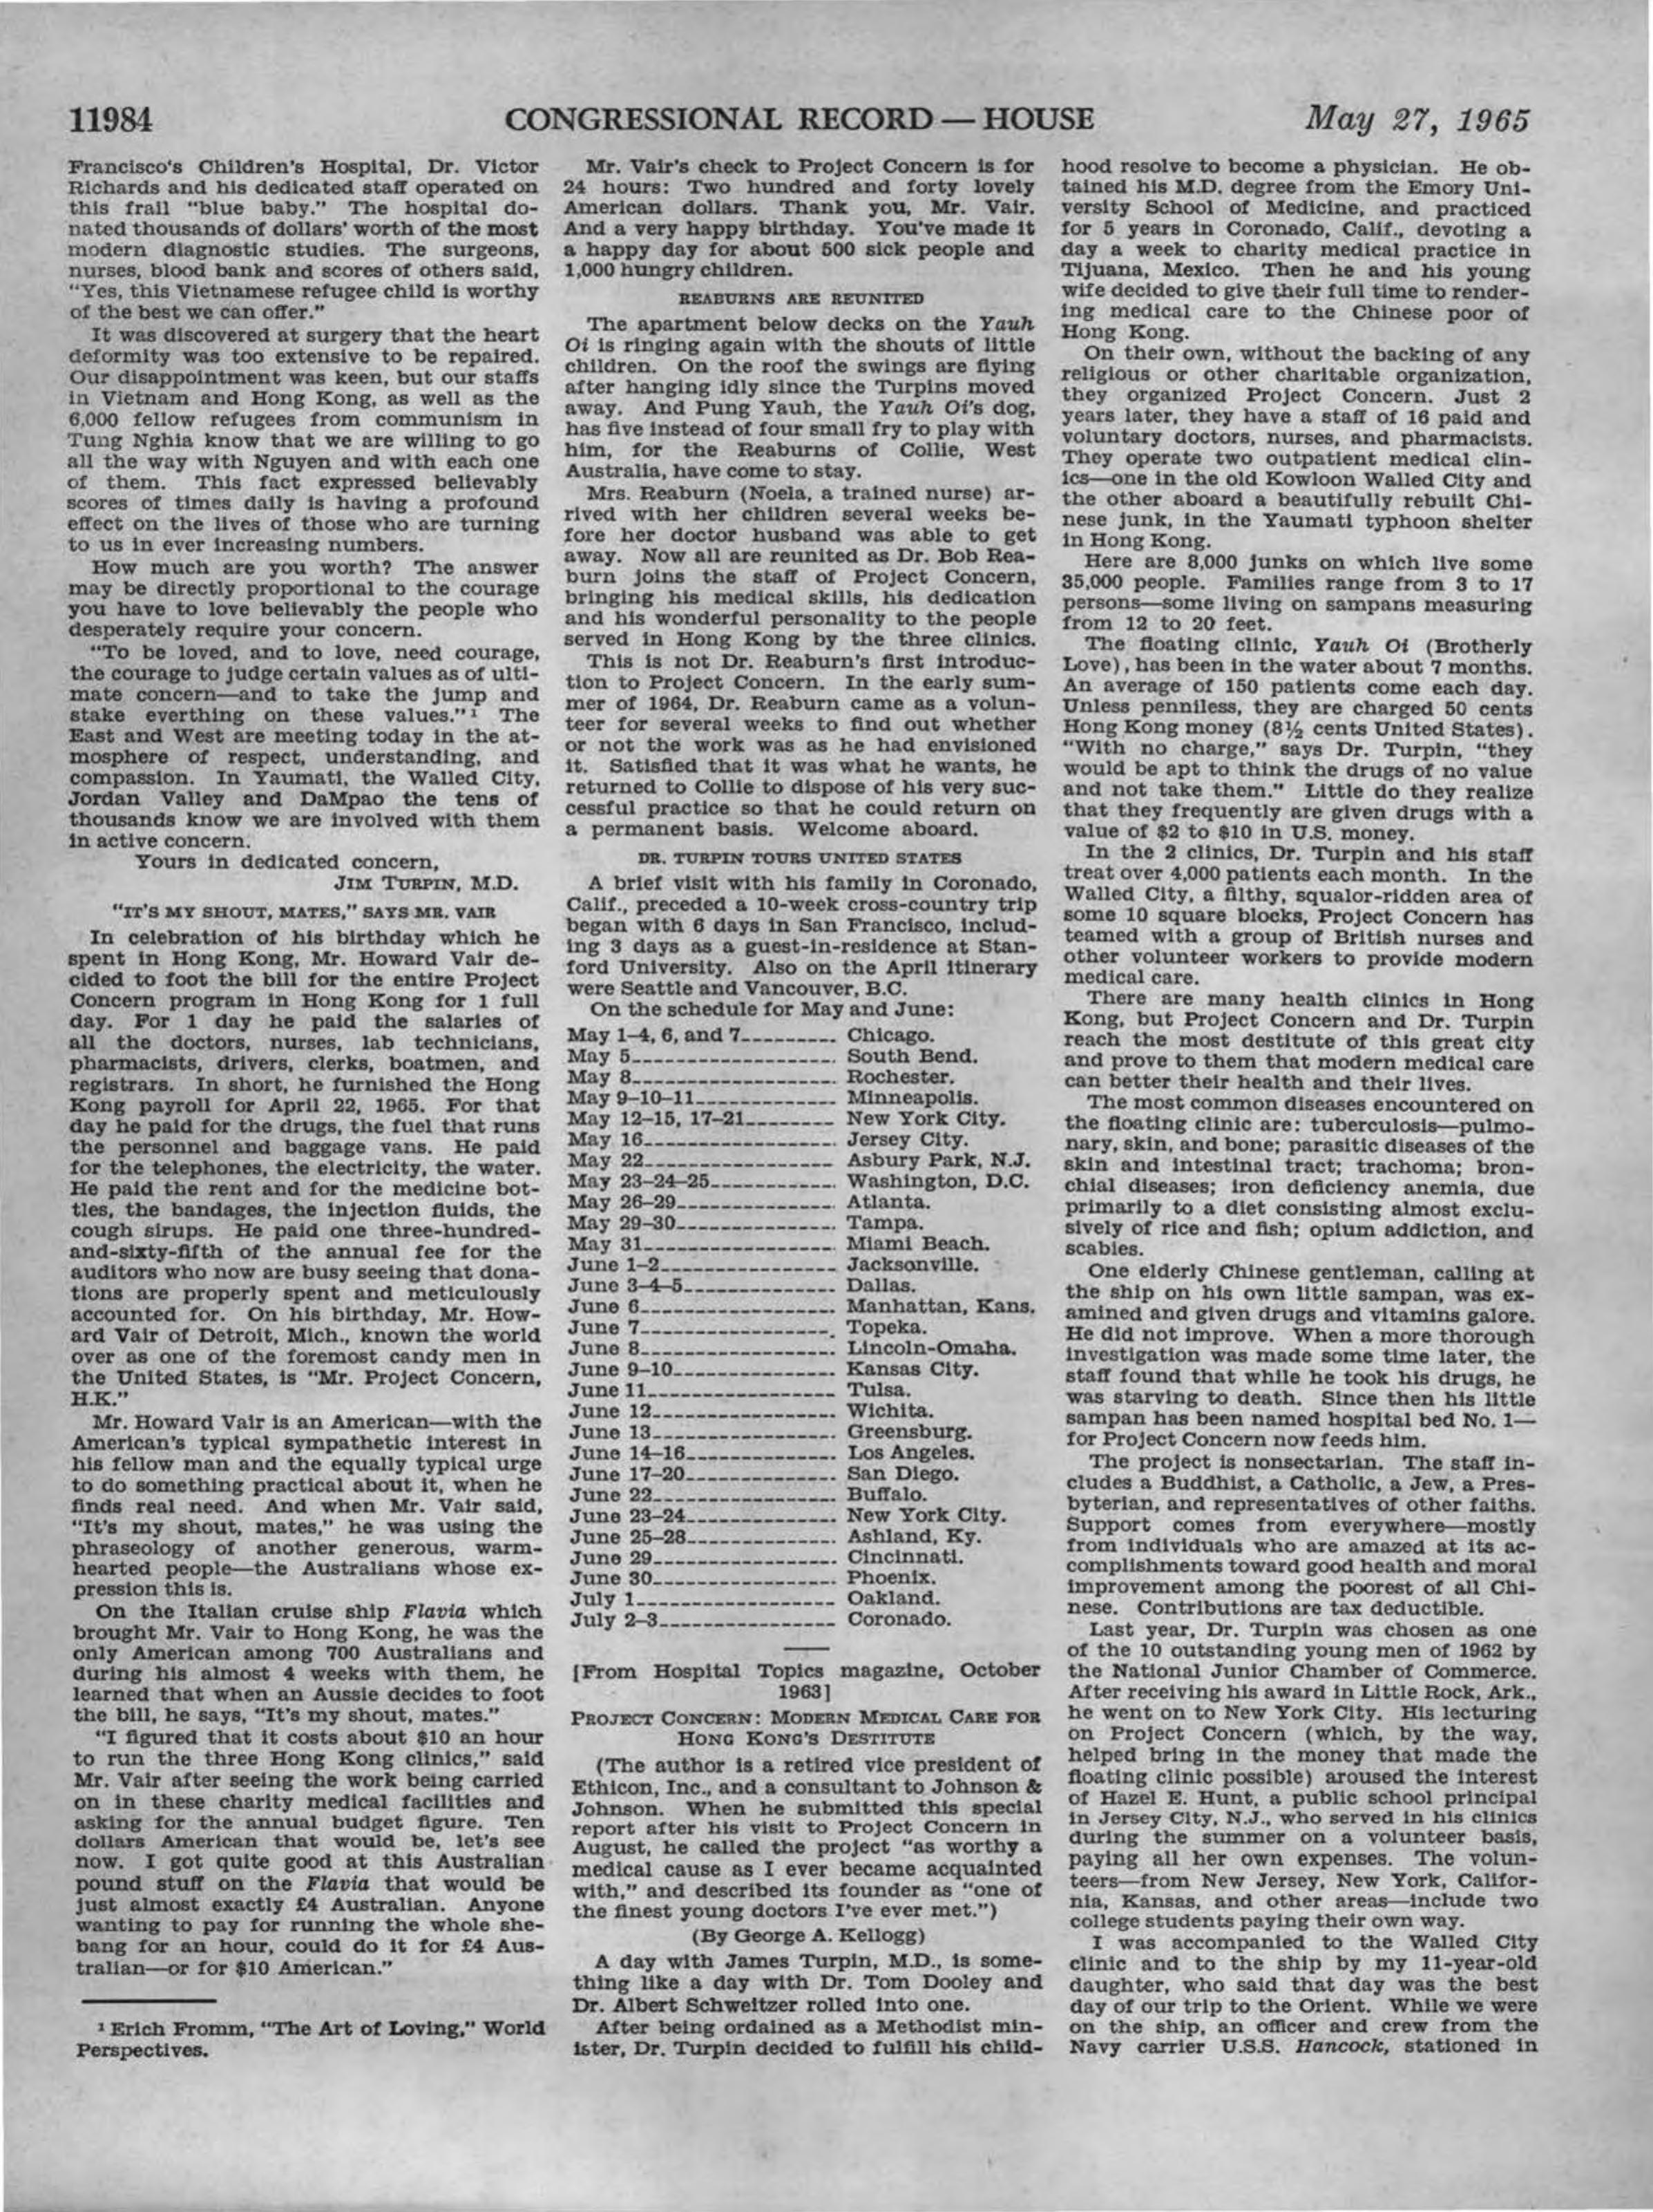 11984
CONGRESSIONAL RECORD — HOUSE
May 27, 1965
Francisco's Children's Hospital, Dr. Victor
Richards and his dedicated staff operated on
this frail "blue baby." The hospital do-
nated thousands of dollars' worth of the most
modern diagnostic studies. The surgeons,
nurses, blood bank and scores of others said,
"Yes, this Vietnamese refugee child is worthy
of the best we can offer."
It was discovered at surgery that the heart
deformity was too extensive to be repaired.
Our disappointment was keen, but our staffs
in Vietnam and Hong Kong, as well as the
6,000 fellow refugees from communism in
Tung Nghia know that we are willing to go
all the way with Nguyen and with each one
of them. This fact expressed believably
scores of times daily is having a profound
effect on the lives of those who are turning
to us in ever increasing numbers.
How much are you worth? The answer
may be directly proportional to the courage
you have to love believably the people who
desperately require your concern.
"To be loved, and to love, need courage,
the courage to judge certain values as of ulti-
mate concern—and to take the jump and
stake everthing on these values." ¹ The
East and West are meeting today in the at-
mosphere of respect, understanding, and
compassion. In Yaumati, the Walled City,
Jordan Valley and DaMpao the tens of
thousands know we are involved with them
in active concern.
Yours in dedicated concern,
JIM TURPIN, M.D.
"IT'S MY SHOUT, MATES," SAYS MR. VAIR
In celebration of his birthday which he
spent in Hong Kong, Mr. Howard Vair de-
cided to foot the bill for the entire Project
Concern program in Hong Kong for 1 full
day. For 1 day he paid the salaries of
all the doctors, nurses, lab technicians,
pharmacists, drivers, clerks, boatmen, and
registrars. In short, he furnished the Hong
Kong payroll for April 22, 1965. For that
day he paid for the drugs, the fuel that runs
the personnel and baggage vans. He paid
for the telephones, the electricity, the water.
He paid the rent and for the medicine bot-
tles, the bandages, the injection fluids, the
cough sirups. He paid one three-hundred-
and-sixty-fifth of the annual fee for the
auditors who now are busy seeing that dona-
tions are properly spent and meticulously
accounted for. On his birthday, Mr. How-
ard Vair of Detroit, Mich., known the world
over as one of the foremost candy men in
the United States, is "Mr. Project Concern,
H.K."
Mr. Howard Vair is an American—with the
American's typical sympathetic interest in
his fellow man and the equally typical urge
to do something practical about it, when he
finds real need. And when Mr. Vair said,
"It's my shout, mates," he was using the
phraseology of another generous, warm-
hearted people—the Australians whose ex-
pression this is.
On the Italian cruise ship Flavia which
brought Mr. Vair to Hong Kong, he was the
only American among 700 Australians and
during his almost 4 weeks with them, he
learned that when an Aussie decides to foot
the bill, he says, "It's my shout, mates."
"I figured that it costs about $10 an hour
to run the three Hong Kong clinics," said
Mr. Vair after seeing the work being carried
on in these charity medical facilities and
asking for the annual budget figure. Ten
dollars American that would be, let's see
now. I got quite good at this Australian
pound stuff on the Flavia that would be
just almost exactly £4 Australian. Anyone
wanting to pay for running the whole she-
bang for an hour, could do it for £4 Aus-
tralian—or for $10 American."
¹ Erich Fromm, "The Art of Loving," World
Perspectives.
Mr. Vair's check to Project Concern is for
24 hours: Two hundred and forty lovely
American dollars. Thank you, Mr. Vair.
And a very happy birthday. You've made it
a happy day for about 500 sick people and
1,000 hungry children.
REABURNS ARE REUNITED
The apartment below decks on the Yauh
Oi is ringing again with the shouts of little
children. On the roof the swings are flying
after hanging idly since the Turpins moved
away. And Pung Yauh, the Yauh Oi's dog,
has five instead of four small fry to play with
him, for the Reaburns of Collie, West
Australia, have come to stay.
Mrs. Reaburn (Noela, a trained nurse) ar-
rived with her children several weeks be-
fore her doctor husband was able to get
away. Now all are reunited as Dr. Bob Rea-
burn joins the staff of Project Concern,
bringing his medical skills, his dedication
and his wonderful personality to the people
served in Hong Kong by the three clinics.
This is not Dr. Reaburn's first introduc-
tion to Project Concern. In the early sum-
mer of 1964, Dr. Reaburn came as a volun-
teer for several weeks to find out whether
or not the work was as he had envisioned
it. Satisfied that it was what he wants, he
returned to Collie to dispose of his very suc-
cessful practice so that he could return on
a permanent basis. Welcome aboard.
DR. TURPIN TOURS UNITED STATES
A brief visit with his family in Coronado,
Calif., preceded a 10-week cross-country trip
began with 6 days in San Francisco, includ-
ing 3 days as a guest-in-residence at Stan-
ford University. Also on the April itinerary
were Seattle and Vancouver, B.C.
On the schedule for May and June:
May 1–4, 6, and 7--------- Chicago.
May 5------------------- South Bend.
May 8------------------- Rochester.
May 9–10–11------------- Minneapolis.
May 12–15, 17–21-------- New York City.
May 16------------------ Jersey City.
May 22------------------ Asbury Park, N.J.
May 23–24–25------------ Washington, D.C.
May 26–29--------------- Atlanta.
May 29–30--------------- Tampa.
May 31------------------ Miami Beach.
June 1–2---------------- Jacksonville.
June 3–4–5-------------- Dallas.
June 6------------------ Manhattan, Kans.
June 7------------------ Topeka.
June 8------------------ Lincoln-Omaha.
June 9–10--------------- Kansas City.
June 11----------------- Tulsa.
June 12----------------- Wichita.
June 13----------------- Greensburg.
June 14–16-------------- Los Angeles.
June 17–20-------------- San Diego.
June 22----------------- Buffalo.
June 23–24-------------- New York City.
June 25–28-------------- Ashland, Ky.
June 29----------------- Cincinnati.
June 30----------------- Phoenix.
July 1------------------ Oakland.
July 2–3---------------- Coronado.
[From Hospital Topics magazine, October
1963]
PROJECT CONCERN: MODERN MEDICAL CARE FOR
HONG KONG'S DESTITUTE
(The author is a retired vice president of
Ethicon, Inc., and a consultant to Johnson &
Johnson. When he submitted this special
report after his visit to Project Concern in
August, he called the project "as worthy a
medical cause as I ever became acquainted
with," and described its founder as "one of
the finest young doctors I've ever met.")
(By George A. Kellogg)
A day with James Turpin, M.D., is some-
thing like a day with Dr. Tom Dooley and
Dr. Albert Schweitzer rolled into one.
After being ordained as a Methodist min-
ister, Dr. Turpin decided to fulfill his child-
hood resolve to become a physician. He ob-
tained his M.D. degree from the Emory Uni-
versity School of Medicine, and practiced
for 5 years in Coronado, Calif., devoting a
day a week to charity medical practice in
Tijuana, Mexico. Then he and his young
wife decided to give their full time to render-
ing medical care to the Chinese poor of
Hong Kong.
On their own, without the backing of any
religious or other charitable organization,
they organized Project Concern. Just 2
years later, they have a staff of 16 paid and
voluntary doctors, nurses, and pharmacists.
They operate two outpatient medical clin-
ics—one in the old Kowloon Walled City and
the other aboard a beautifully rebuilt Chi-
nese junk, in the Yaumati typhoon shelter
in Hong Kong.
Here are 8,000 junks on which live some
35,000 people. Families range from 3 to 17
persons—some living on sampans measuring
from 12 to 20 feet.
The floating clinic, Yauh Oi (Brotherly
Love), has been in the water about 7 months.
An average of 150 patients come each day.
Unless penniless, they are charged 50 cents
Hong Kong money (8½ cents United States).
"With no charge," says Dr. Turpin, "they
would be apt to think the drugs of no value
and not take them." Little do they realize
that they frequently are given drugs with a
value of $2 to $10 in U.S. money.
In the 2 clinics, Dr. Turpin and his staff
treat over 4,000 patients each month. In the
Walled City, a filthy, squalor-ridden area of
some 10 square blocks, Project Concern has
teamed with a group of British nurses and
other volunteer workers to provide modern
medical care.
There are many health clinics in Hong
Kong, but Project Concern and Dr. Turpin
reach the most destitute of this great city
and prove to them that modern medical care
can better their health and their lives.
The most common diseases encountered on
the floating clinic are: tuberculosis—pulmo-
nary, skin, and bone; parasitic diseases of the
skin and intestinal tract; trachoma; bron-
chial diseases; iron deficiency anemia, due
primarily to a diet consisting almost exclu-
sively of rice and fish; opium addiction, and
scabies.
One elderly Chinese gentleman, calling at
the ship on his own little sampan, was ex-
amined and given drugs and vitamins galore.
He did not improve. When a more thorough
investigation was made some time later, the
staff found that while he took his drugs, he
was starving to death. Since then his little
sampan has been named hospital bed No. 1—
for Project Concern now feeds him.
The project is nonsectarian. The staff in-
cludes a Buddhist, a Catholic, a Jew, a Pres-
byterian, and representatives of other faiths.
Support comes from everywhere—mostly
from individuals who are amazed at its ac-
complishments toward good health and moral
improvement among the poorest of all Chi-
nese. Contributions are tax deductible.
Last year, Dr. Turpin was chosen as one
of the 10 outstanding young men of 1962 by
the National Junior Chamber of Commerce.
After receiving his award in Little Rock, Ark.,
he went on to New York City. His lecturing
on Project Concern (which, by the way,
helped bring in the money that made the
floating clinic possible) aroused the interest
of Hazel E. Hunt, a public school principal
in Jersey City, N.J., who served in his clinics
during the summer on a volunteer basis,
paying all her own expenses. The volun-
teers—from New Jersey, New York, Califor-
nia, Kansas, and other areas—include two
college students paying their own way.
I was accompanied to the Walled City
clinic and to the ship by my 11-year-old
daughter, who said that day was the best
day of our trip to the Orient. While we were
on the ship, an officer and crew from the
Navy carrier U.S.S. Hancock, stationed in